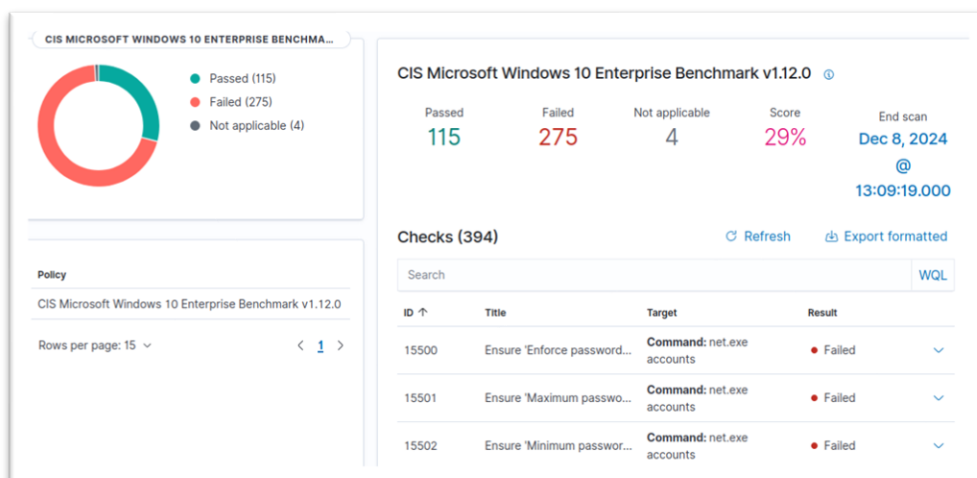 CIS MICROSOFT WINDOWS 10 ENTERPRISE BENCHMA...
Passed (115)
Failed (275)
Not applicable (4)
Policy
CIS Microsoft Windows 10 Enterprise Benchmark v1.12.0
Rows per page: 15
1
CIS Microsoft Windows 10 Enterprise Benchmark v1.12.0
Passed Failed Not applicable Score End scan
115 275 4 29% Dec 8, 2024
@
13:09:19.000
Checks (394) Refresh Export formatted
Search WQL
ID Title Target Result
15500 Ensure 'Enforce password... Command: net.exe Failed
accounts
15501 Ensure 'Maximum passwo... Command: net.exe Failed
accounts
15502 Ensure 'Minimum passwor... Command: net.exe Failed
accounts